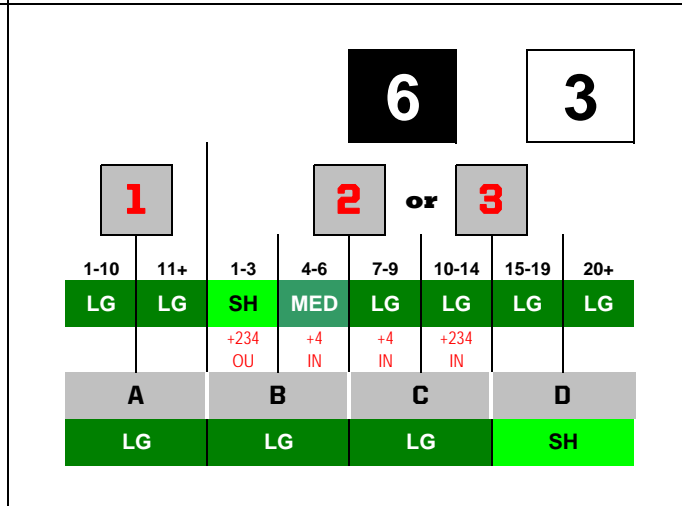 6 3
1 2 or 3
1-10 11+ 1-3 4-6 7-9 10-14 15-19 20+
LG LG SH MED LG LG LG LG
+234 +4 +4 +234
OU IN IN IN
A B C D
LG LG LG SH